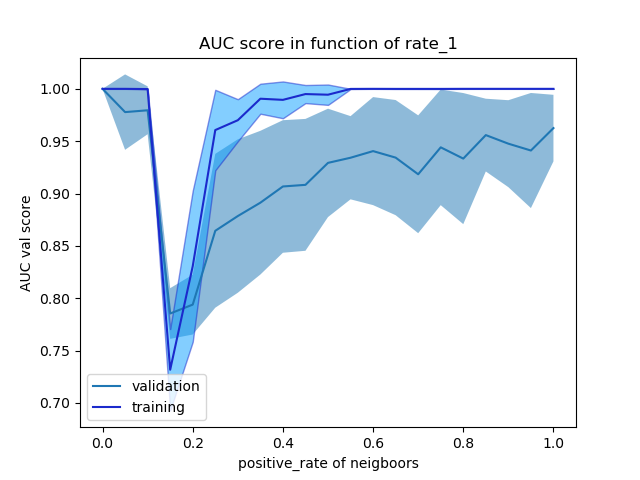 AUC score in function of rate_1
1.00
0.95
0.90
0.85
0.80
0.75
0.70
AUC val score
validation
training
0.0
0.2
0.4
0.6
0.8
1.0
positive_rate of neigboors